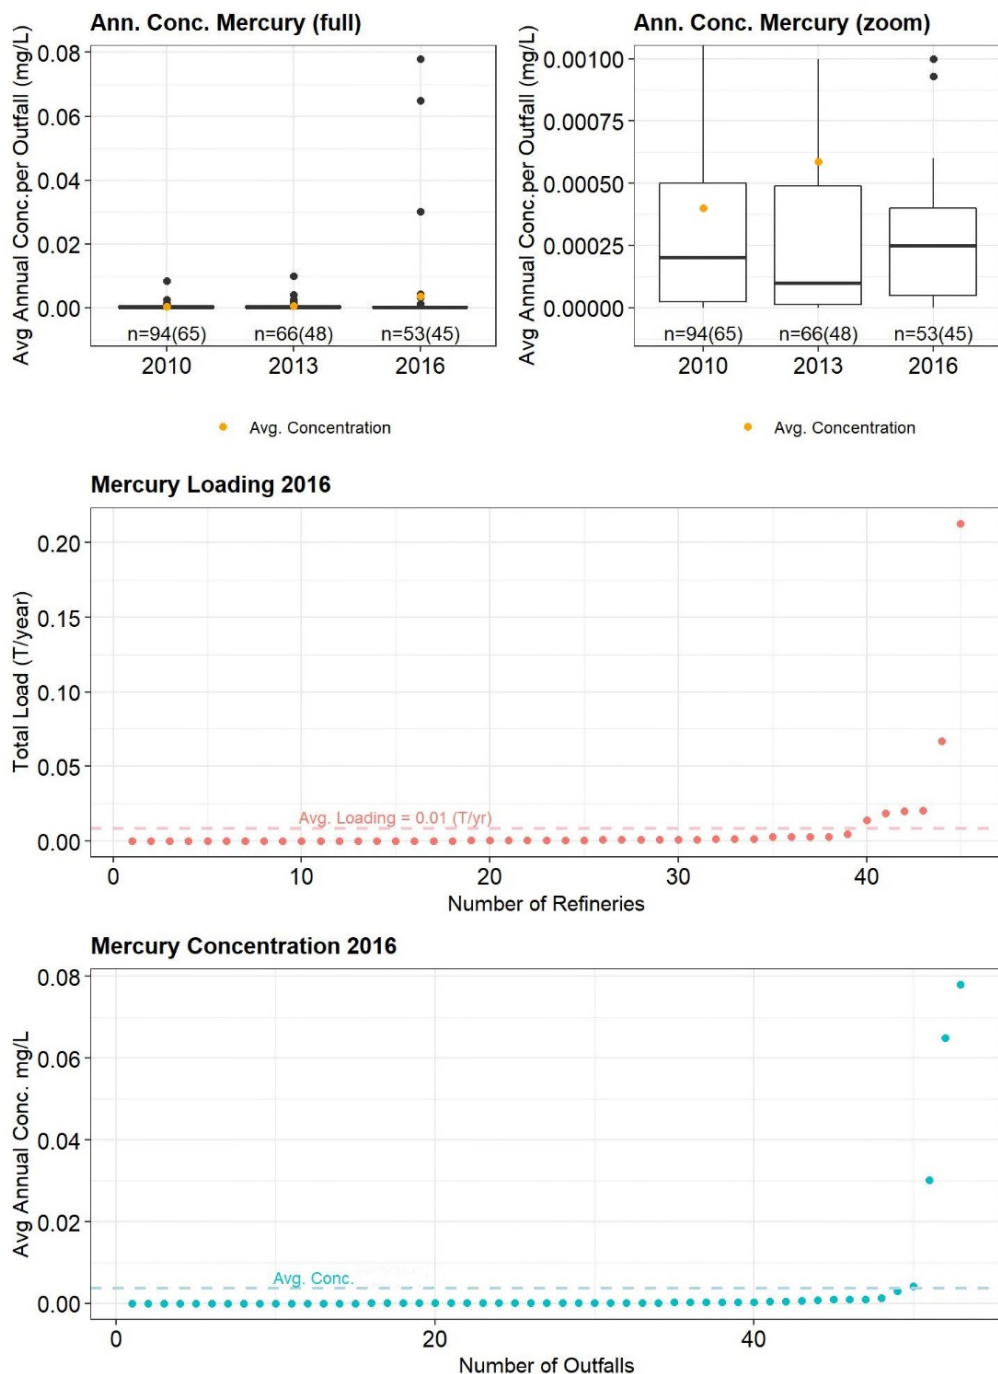 Ann. Conc. Mercury (full)
Avg Annual Conc.per Outfall (mg/L)
0.08
0.06
0.04
0.02
0.00
n=94(65) n=66(48) n=53(45)
2010 2013 2016
Avg. Concentration
Ann. Conc. Mercury (zoom)
Avg Annual Conc.per Outfall (mg/L)
0.00100
0.00075
0.00050
0.00025
0.00000
n=94(65) n=66(48) n=53(45)
2010 2013 2016
Avg. Concentration
Mercury Loading 2016
Total Load (T/year)
0.20
0.15
0.10
0.05
0.00
Avg. Loading = 0.01 (T/yr)
0 10 20 30 40
Number of Refineries
Mercury Concentration 2016
Avg Annual Conc. mg/L
0.08
0.06
0.04
0.02
0.00
Avg. Conc.
0 20 40
Number of Outfalls